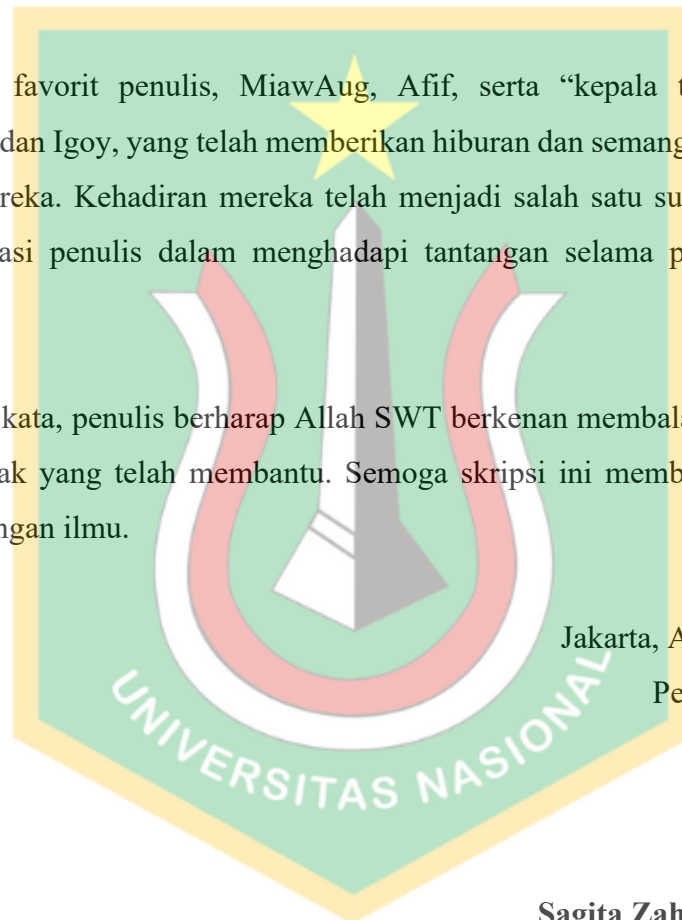 favorit penulis, MiawAug, Afif, serta “kepala t
dan Igoy, yang telah memberikan hiburan dan semang
reka. Kehadiran mereka telah menjadi salah satu su
asi penulis dalam menghadapi tantangan selama p
kata, penulis berharap Allah SWT berkenan membala
ak yang telah membantu. Semoga skripsi ini memb
ngan ilmu.
Jakarta, A
Pe
UNIVERSITAS NASIONAL
Sagita Zah